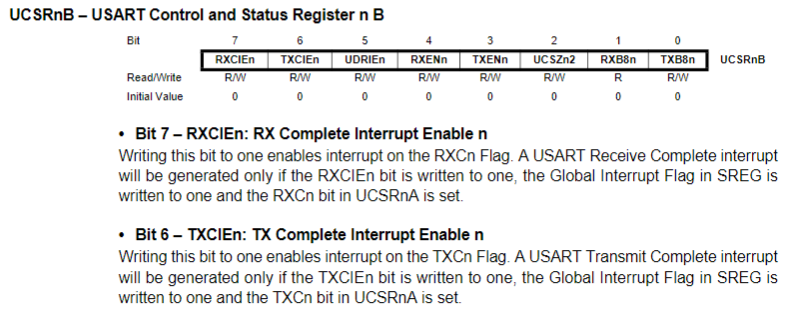 UCSRnB – USART Control and Status Register n B
Bit 7 6 5 4 3 2 1 0
RXCIEn TXCIEn UDRIEn RXENn TXENn UCSZn2 RXB8n TXB8n UCSRnB
Read/Write R/W R/W R/W R/W R/W R/W R R/W
Initial Value 0 0 0 0 0 0 0 0
• Bit 7 – RXCIEn: RX Complete Interrupt Enable n
Writing this bit to one enables interrupt on the RXCn Flag. A USART Receive Complete interrupt
will be generated only if the RXCIEn bit is written to one, the Global Interrupt Flag in SREG is
written to one and the RXCn bit in UCSRnA is set.
• Bit 6 – TXCIEn: TX Complete Interrupt Enable n
Writing this bit to one enables interrupt on the TXCn Flag. A USART Transmit Complete interrupt
will be generated only if the TXCIEn bit is written to one, the Global Interrupt Flag in SREG is
written to one and the TXCn bit in UCSRnA is set.